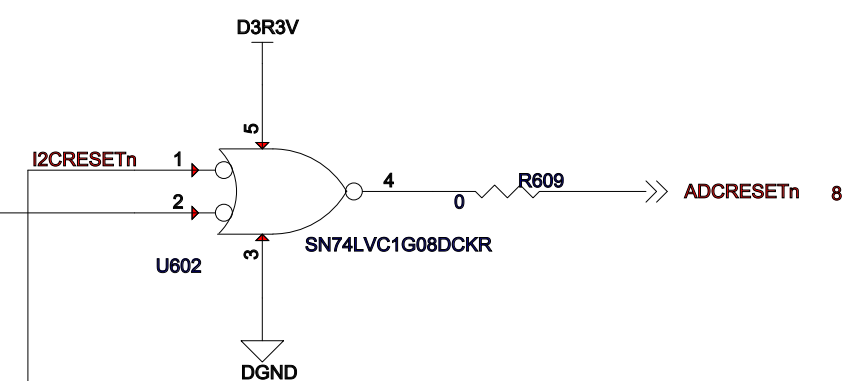 D3R3V
5
I2CRESETn
1
4
R609
ADCRESETn
8
2
0
3
SN74LVC1G08DCKR
U602
DGND